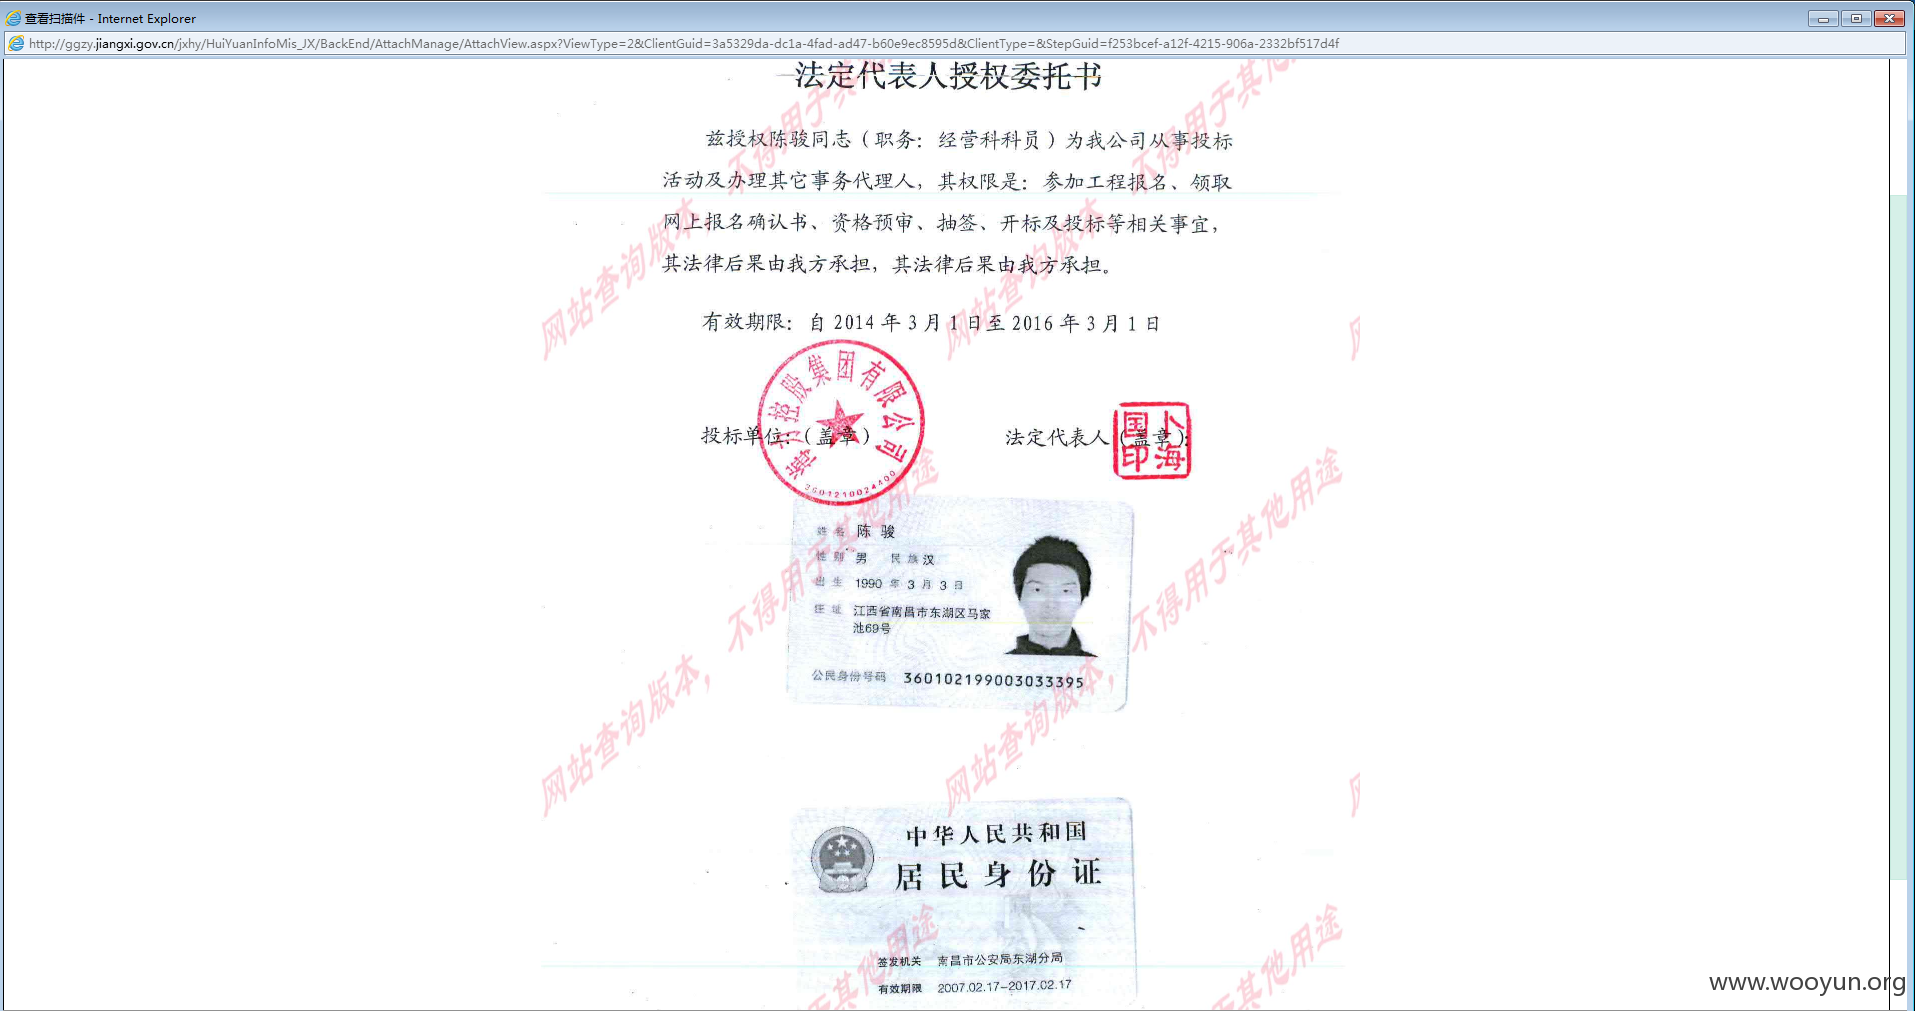 查看扫描件 - Internet Explorer
http://ggzy.jiangxi.gov.cn/jxhy/HuiYuanInfoMis_JX/BackEnd/AttachManage/AttachView.aspx?ViewType=2&ClientGuid=3a5329da-dc1a-4fad-ad47-b60e9ec8595d&ClientType=&StepGuid=f253bcef-a12f-4215-906a-2332bf517d4f
法定代表人授权委托书
兹授权陈骏同志（职务：经营科科员）为我公司从事投标
活动及办理其它事务代理人，其权限是：参加工程报名、领取
网上报名确认书、资格预审、抽签、开标及投标等相关事宜，
其法律后果由我方承担，其法律后果由我方承担。
有效期限：自 2014 年 3 月 1 日至 2016 年 3 月 1 日
投标单位：（盖章）
法定代表人（盖章）：
控股集团有限公司
姓名 陈骏
性别 男 民族 汉
出生 1990 年 3 月 3 日
住址 江西省南昌市东湖区马家
池69号
公民身份号码 360102199003033395
中华人民共和国
居民身份证
签发机关 南昌市公安局东湖分局
有效期限 2007.02.17-2017.02.17
网站查询版本，不得用于其他用途
www.wooyun.org